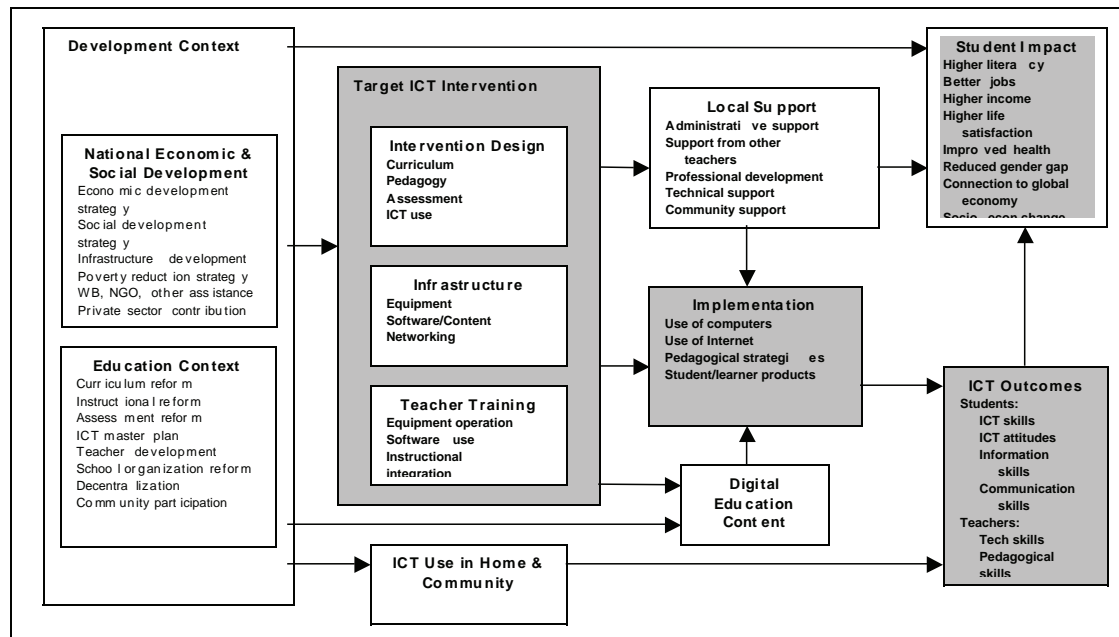 Development Context
National Economic &
Social Development
Economic development
strategy
Social development
strategy
Infrastructure development
Poverty reduction strategy
WB, NGO, other assistance
Private sector contribution
Education Context
Curriculum reform
Instructional reform
Assessment reform
ICT master plan
Teacher development
School organization reform
Decentralization
Community participation
Target ICT Intervention
Intervention Design
Curriculum
Pedagogy
Assessment
ICT use
Infrastructure
Equipment
Software/Content
Networking
Teacher Training
Equipment operation
Software use
Instructional
integration
ICT Use in Home &
Community
Local Support
Administrative support
Support from other
teachers
Professional development
Technical support
Community support
Implementation
Use of computers
Use of Internet
Pedagogical strategies
Student/learner products
Digital
Education
Content
Student Impact
Higher literacy
Better jobs
Higher income
Higher life
satisfaction
Improved health
Reduced gender gap
Connection to global
economy
Socio-econ change
ICT Outcomes
Students:
ICT skills
ICT attitudes
Information
skills
Communication
skills
Teachers:
Tech skills
Pedagogical
skills